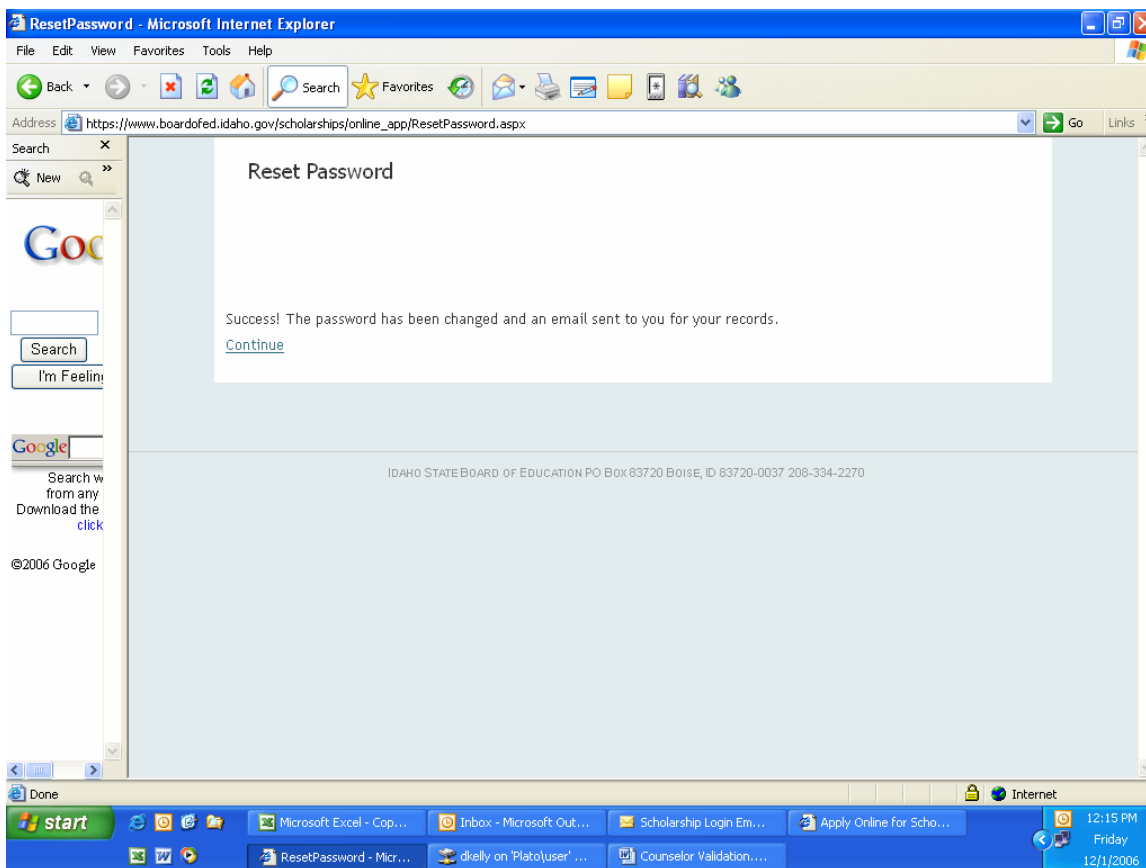 ResetPassword - Microsoft Internet Explorer
File Edit View Favorites Tools Help
Back Search Favorites
Address https://www.boardofed.idaho.gov/scholarships/online_app/ResetPassword.aspx Go Links
Search
New
Reset Password
Goo
Success! The password has been changed and an email sent to you for your records.
Search
Continue
I'm Feeling
Google
Search w
from any
Download the
click
IDAHO STATE BOARD OF EDUCATION PO BOX 83720 BOISE, ID 83720-0037 208-334-2270
©2006 Google
Done Internet
start Microsoft Excel - Cop... Inbox - Microsoft Out... Scholarship Login Em... Apply Online for Scho... 12:15 PM
Friday
ResetPassword - Micr... dkelly on 'Plato\user' ... Counselor Validation.... 12/1/2006